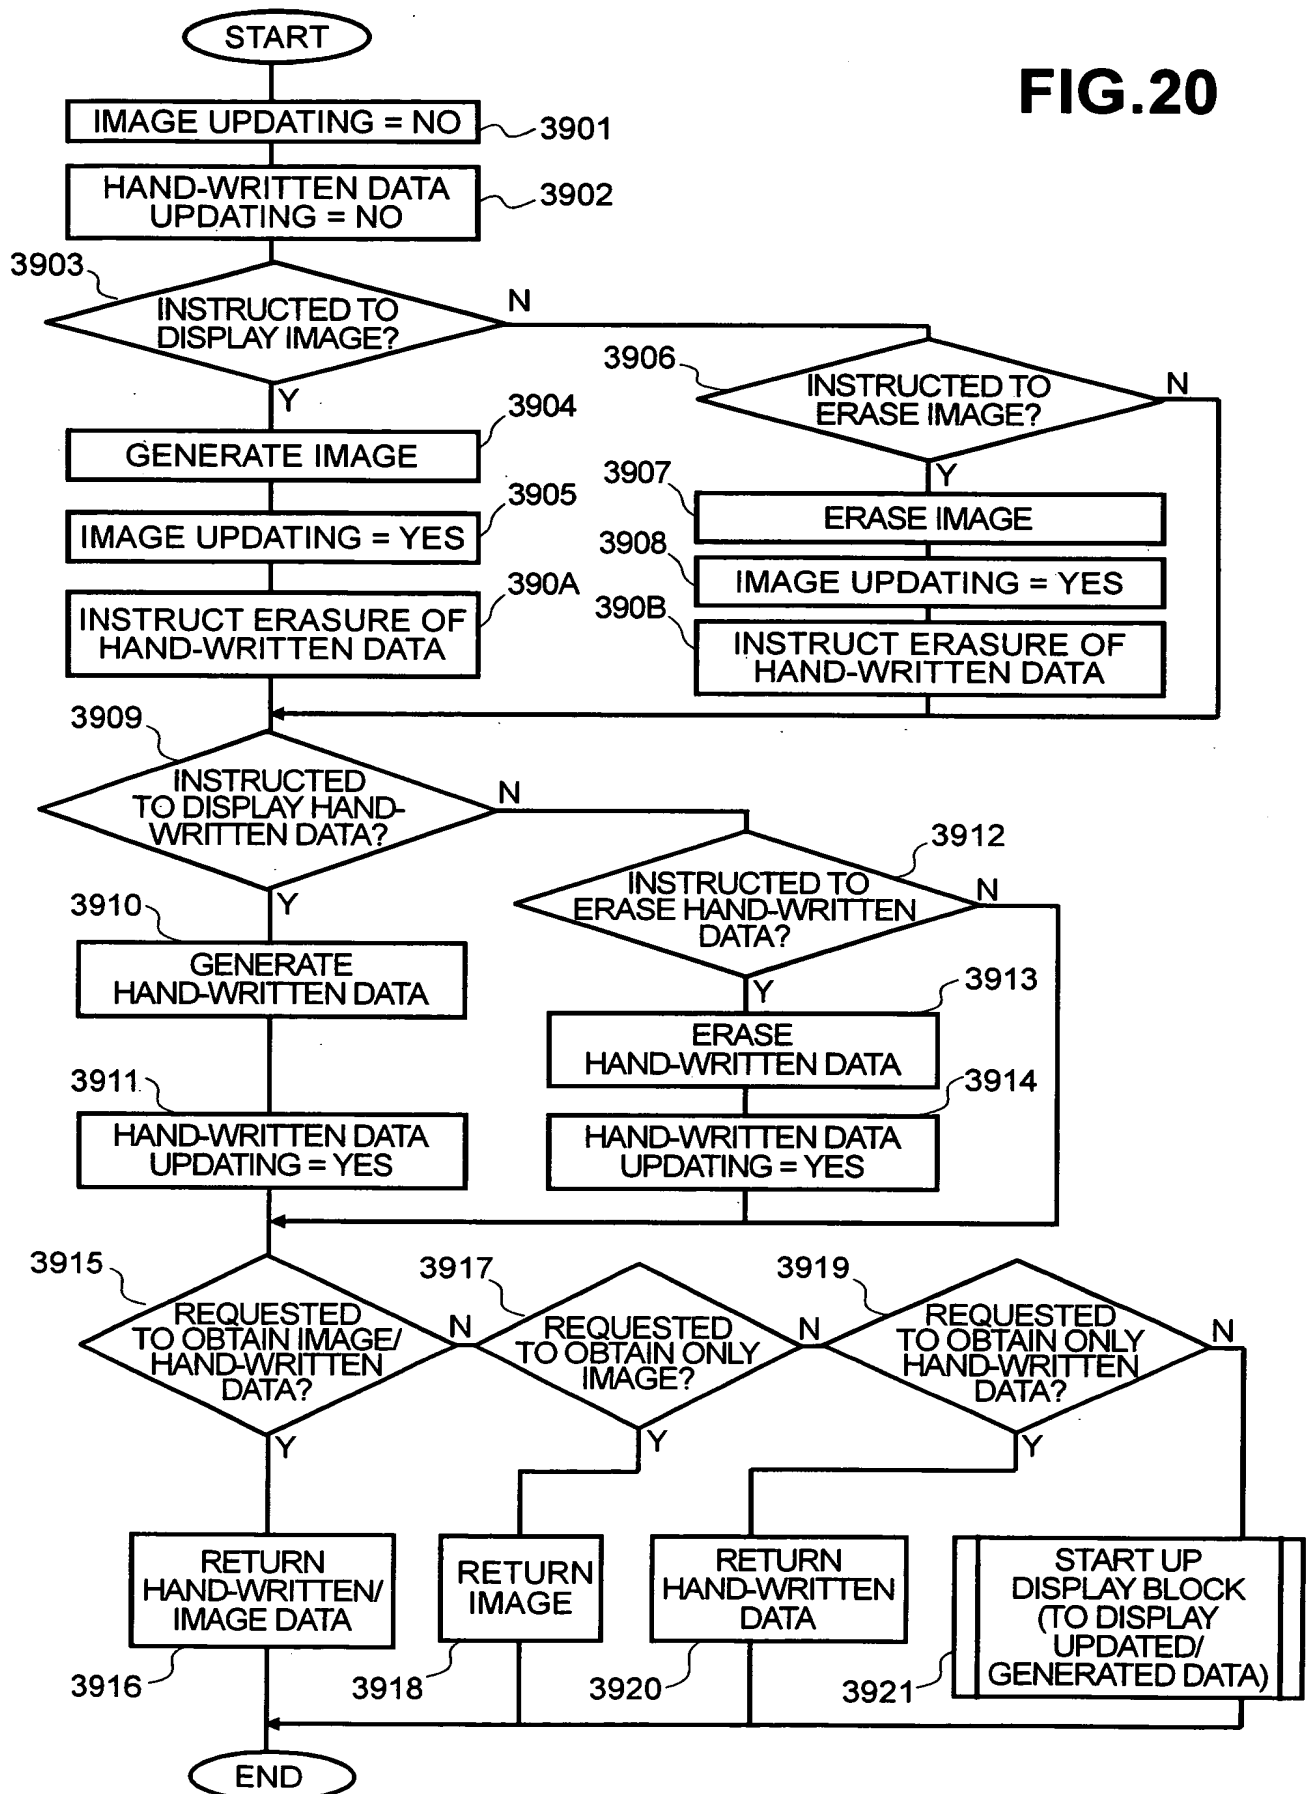 START
FIG.20
IMAGE UPDATING = NO
3901
HAND-WRITTEN DATA
UPDATING = NO
3902
3903
INSTRUCTED TO
DISPLAY IMAGE?
N
Y
3906
INSTRUCTED TO
ERASE IMAGE?
N
Y
3904
GENERATE IMAGE
3905
IMAGE UPDATING = YES
390A
INSTRUCT ERASURE OF
HAND-WRITTEN DATA
3907
ERASE IMAGE
3908
IMAGE UPDATING = YES
390B
INSTRUCT ERASURE OF
HAND-WRITTEN DATA
3909
INSTRUCTED
TO DISPLAY HAND-
WRITTEN DATA?
N
Y
3912
INSTRUCTED TO
ERASE HAND-WRITTEN
DATA?
N
Y
3910
GENERATE
HAND-WRITTEN DATA
3913
ERASE
HAND-WRITTEN DATA
3911
HAND-WRITTEN DATA
UPDATING = YES
3914
HAND-WRITTEN DATA
UPDATING = YES
3915
REQUESTED
TO OBTAIN IMAGE/
HAND-WRITTEN
DATA?
N
Y
3917
REQUESTED
TO OBTAIN ONLY
IMAGE?
N
Y
3919
REQUESTED
TO OBTAIN ONLY
HAND-WRITTEN
DATA?
N
Y
RETURN
HAND-WRITTEN/
IMAGE DATA
3916
RETURN
IMAGE
3918
RETURN
HAND-WRITTEN
DATA
3920
START UP
DISPLAY BLOCK
(TO DISPLAY
UPDATED/
GENERATED DATA)
3921
END